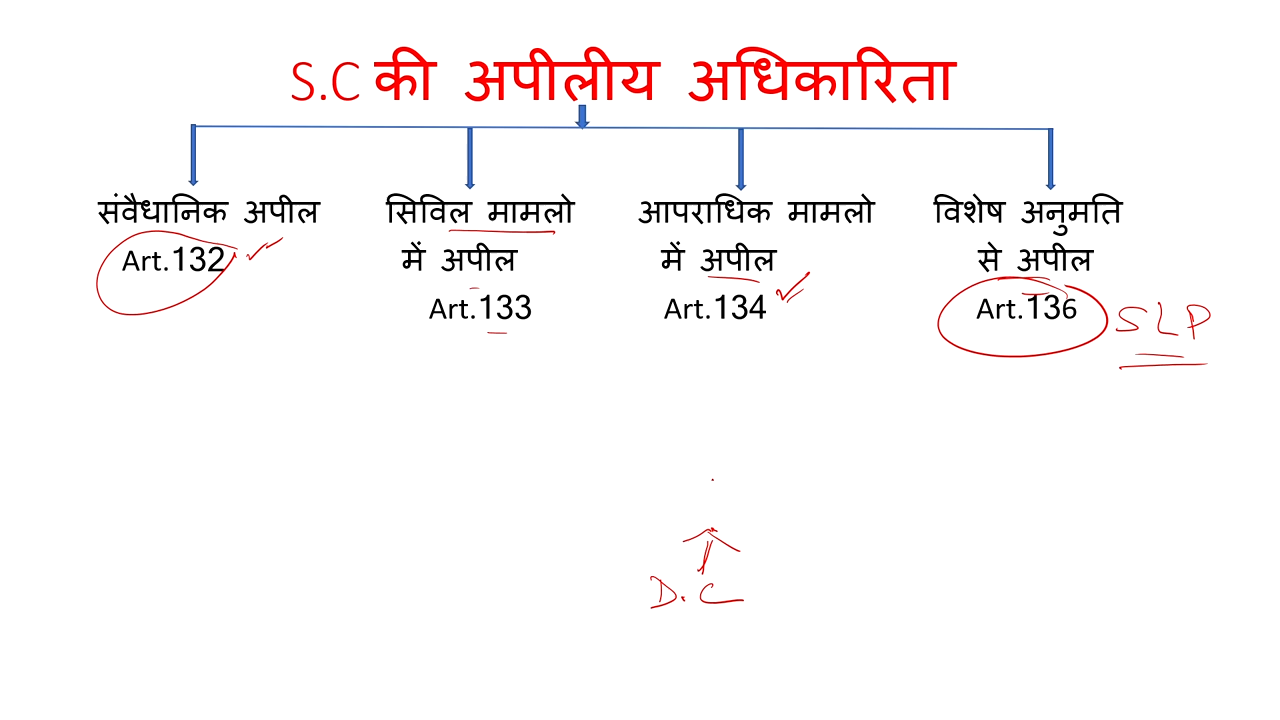 S.C की अपीलीय अधिकारिता
संवैधानिक अपील
Art.132
सिविल मामलो
में अपील
Art.133
आपराधिक मामलो
में अपील
Art.134
विशेष अनुमति
से अपील
Art.136
SLP
D.C